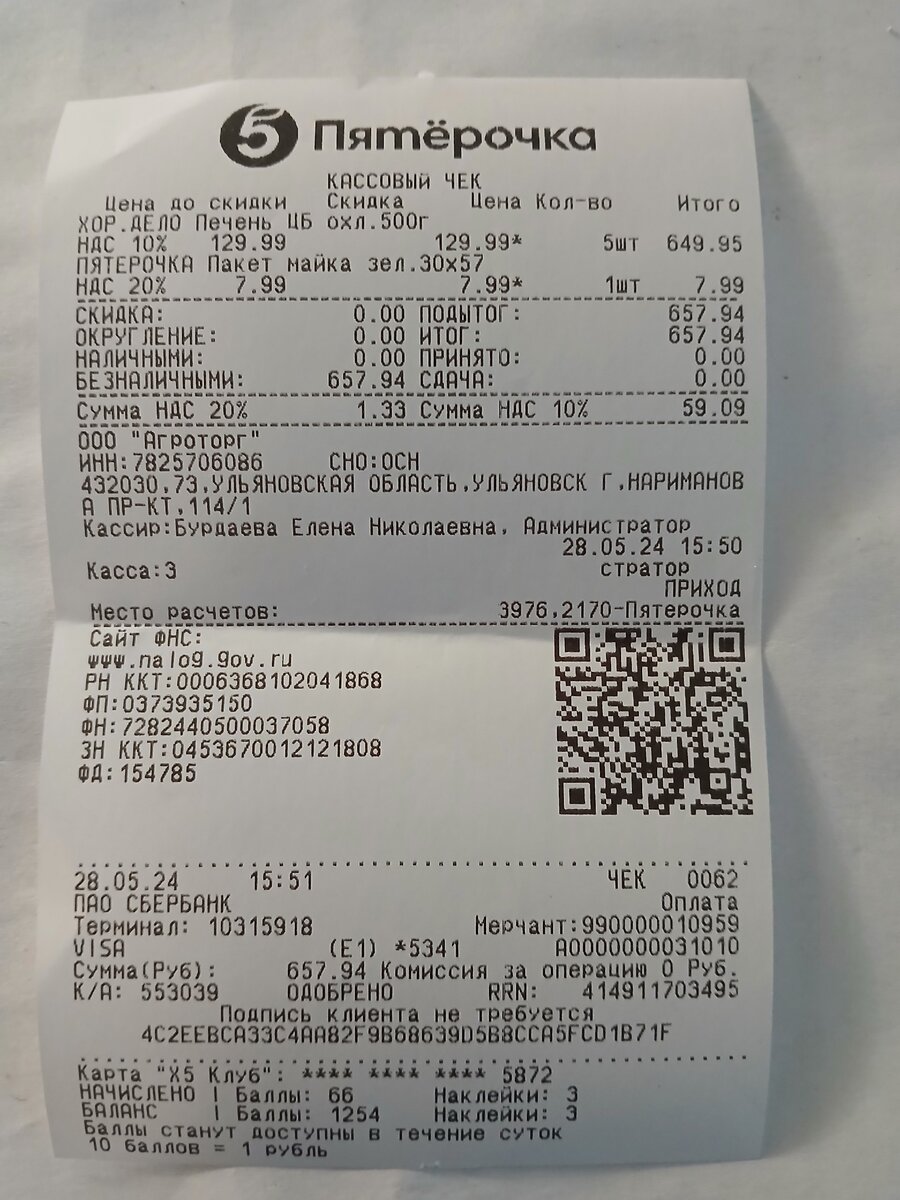 5 Пятёрочка
КАССОВЫЙ ЧЕК
Цена до скидки Скидка Цена Кол-во Итого
ХОР.ДЕЛО Печень ЦБ охл.500г
НДС 10% 129.99 129.99* 5шт 649.95
ПЯТЕРОЧКА Пакет майка зел.30х57
НДС 20% 7.99 7.99* 1шт 7.99
СКИДКА: 0.00 ПОДЫТОГ: 657.94
ОКРУГЛЕНИЕ: 0.00 ИТОГ: 657.94
НАЛИЧНЫМИ: 0.00 ПРИНЯТО: 0.00
БЕЗНАЛИЧНЫМИ: 657.94 СДАЧА: 0.00
Сумма НДС 20% 1.33 Сумма НДС 10% 59.09
ООО "Агроторг"
ИНН:7825706086 СНО:ОСН
432030,73,УЛЬЯНОВСКАЯ ОБЛАСТЬ,УЛЬЯНОВСК Г,НАРИМАНОВ
А ПР-КТ,114/1
Кассир:Бурдаева Елена Николаевна, Администратор
28.05.24 15:50
Касса:3 стратор
ПРИХОД
Место расчетов: 3976,2170-Пятерочка
Сайт ФНС:
www.nalog.gov.ru
РН ККТ:0006368102041868
ФП:0373935150
ФН:7282440500037058
ЗН ККТ:0453670012121808
ФД:154785
28.05.24 15:51 ЧЕК 0062
ПАО СБЕРБАНК Оплата
Терминал: 10315918 Мерчант:990000010959
VISA (E1) *5341 A0000000031010
Сумма(Руб): 657.94 Комиссия за операцию 0 Руб.
К/А: 553039 ОДОБРЕНО RRN: 414911703495
Подпись клиента не требуется
4C2EEBCA33C4AA82F9B68639D5B8CCA5FCD1B71F
Карта "X5 Клуб": **** **** **** 5872
НАЧИСЛЕНО | Баллы: 66 Наклейки: 3
БАЛАНС | Баллы: 1254 Наклейки: 3
Баллы станут доступны в течение суток
10 баллов = 1 рубль